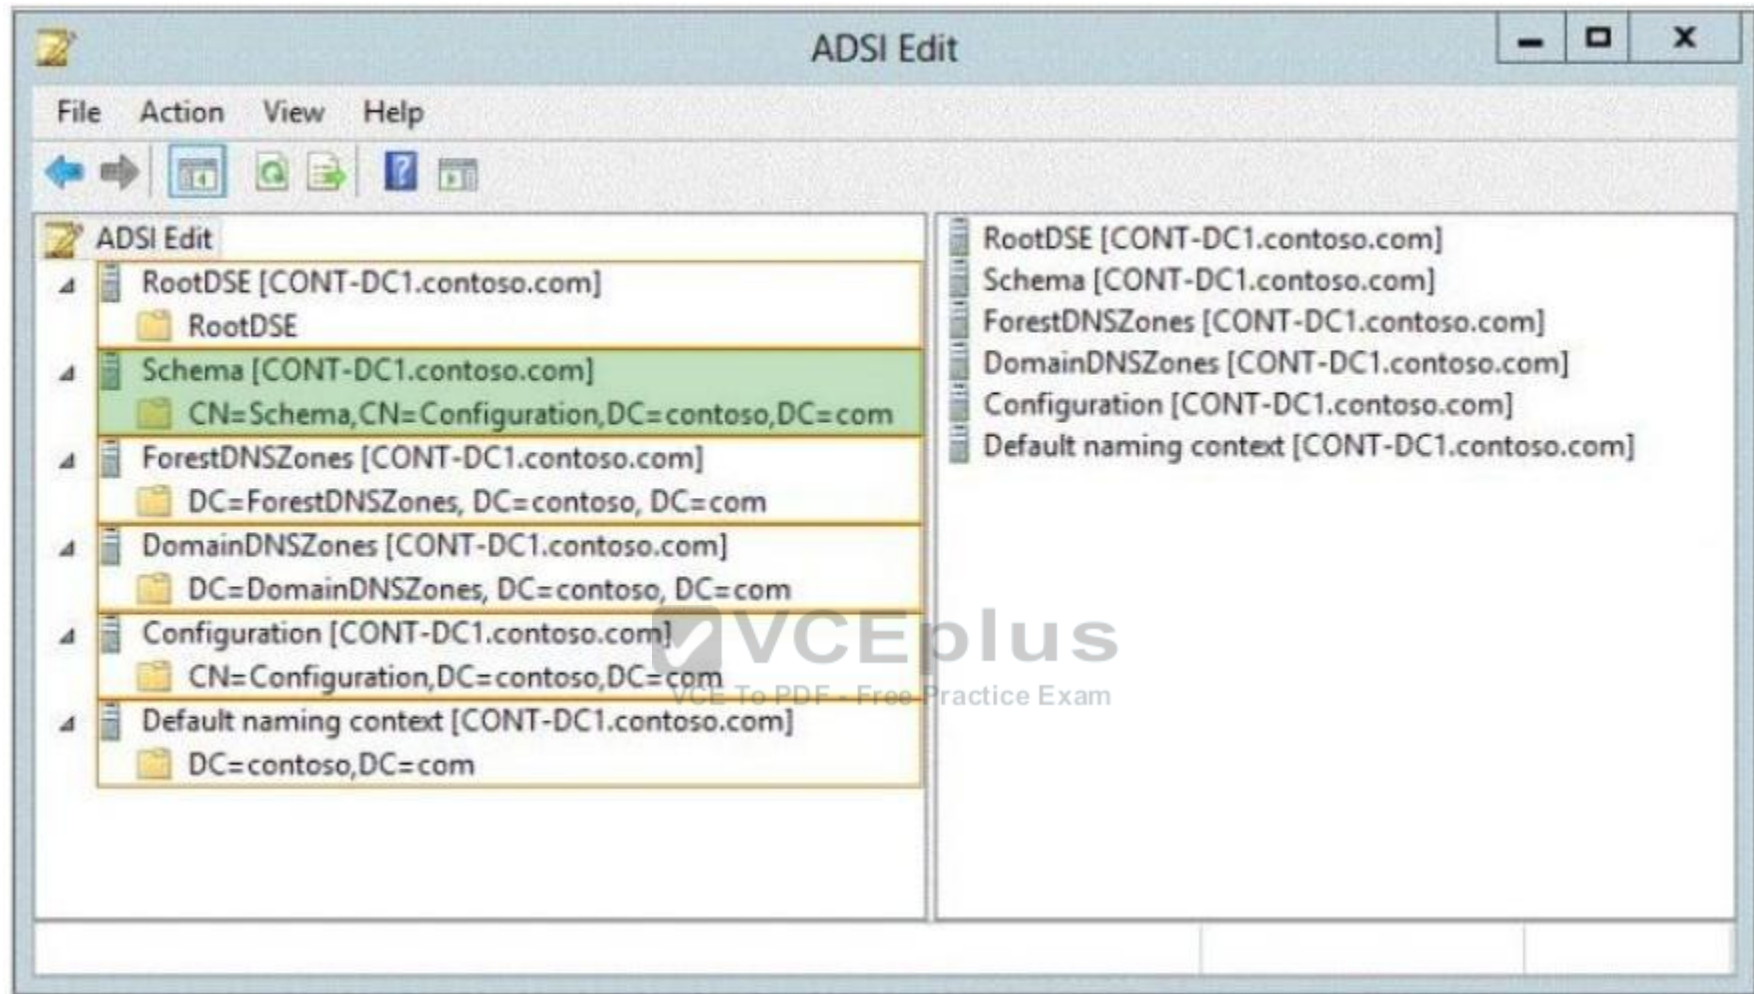 ADSI Edit
File Action View Help
ADSI Edit
RootDSE [CONT-DC1.contoso.com]
RootDSE
Schema [CONT-DC1.contoso.com]
CN=Schema,CN=Configuration,DC=contoso,DC=com
ForestDNSZones [CONT-DC1.contoso.com]
DC=ForestDNSZones, DC=contoso, DC=com
DomainDNSZones [CONT-DC1.contoso.com]
DC=DomainDNSZones, DC=contoso, DC=com
Configuration [CONT-DC1.contoso.com]
CN=Configuration,DC=contoso,DC=com
Default naming context [CONT-DC1.contoso.com]
DC=contoso,DC=com
RootDSE [CONT-DC1.contoso.com]
Schema [CONT-DC1.contoso.com]
ForestDNSZones [CONT-DC1.contoso.com]
DomainDNSZones [CONT-DC1.contoso.com]
Configuration [CONT-DC1.contoso.com]
Default naming context [CONT-DC1.contoso.com]
VCEplus
VCE To PDF - Free Practice Exam